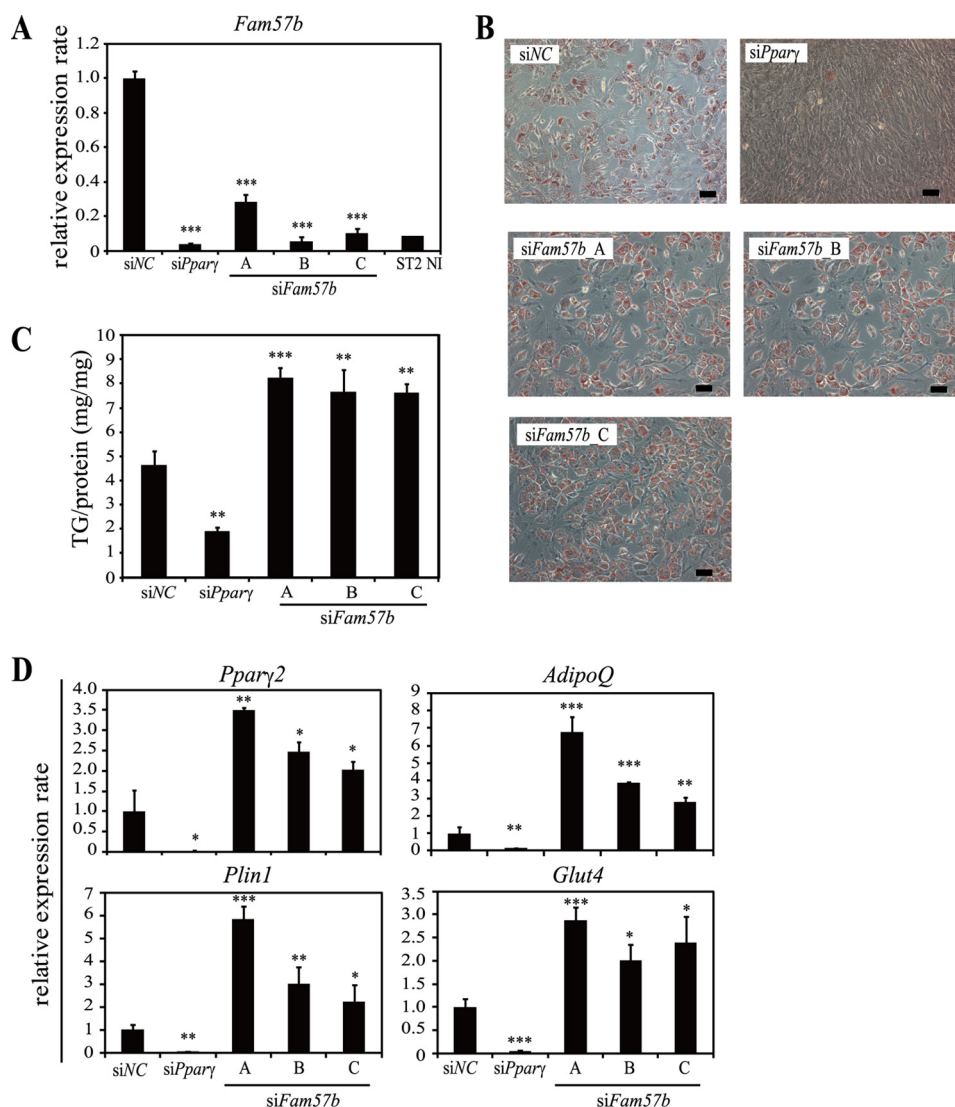 A
Fam57b
relative expression rate
1.2
1.0
0.8
0.6
0.4
0.2
0
***
***
***
***
siNC
siPparγ
A
B
C
ST2 NI
siFam57b
B
siNC
siPparγ
siFam57b_A
siFam57b_B
siFam57b_C
C
TG/protein (mg/mg)
10
9
8
7
6
5
4
3
2
1
0
**
***
**
**
siNC
siPparγ
A
B
C
siFam57b
D
relative expression rate
Pparγ2
4.0
3.5
3.0
2.5
2.0
1.5
1.0
0.5
0
*
**
*
*
AdipoQ
9
8
7
6
5
4
3
2
1
0
**
***
***
**
relative expression rate
Plin1
7
6
5
4
3
2
1
0
**
***
**
*
siNC
siPparγ
A
B
C
siFam57b
Glut4
3.5
3.0
2.5
2.0
1.5
1.0
0.5
0
***
***
*
*
siNC
siPparγ
A
B
C
siFam57b